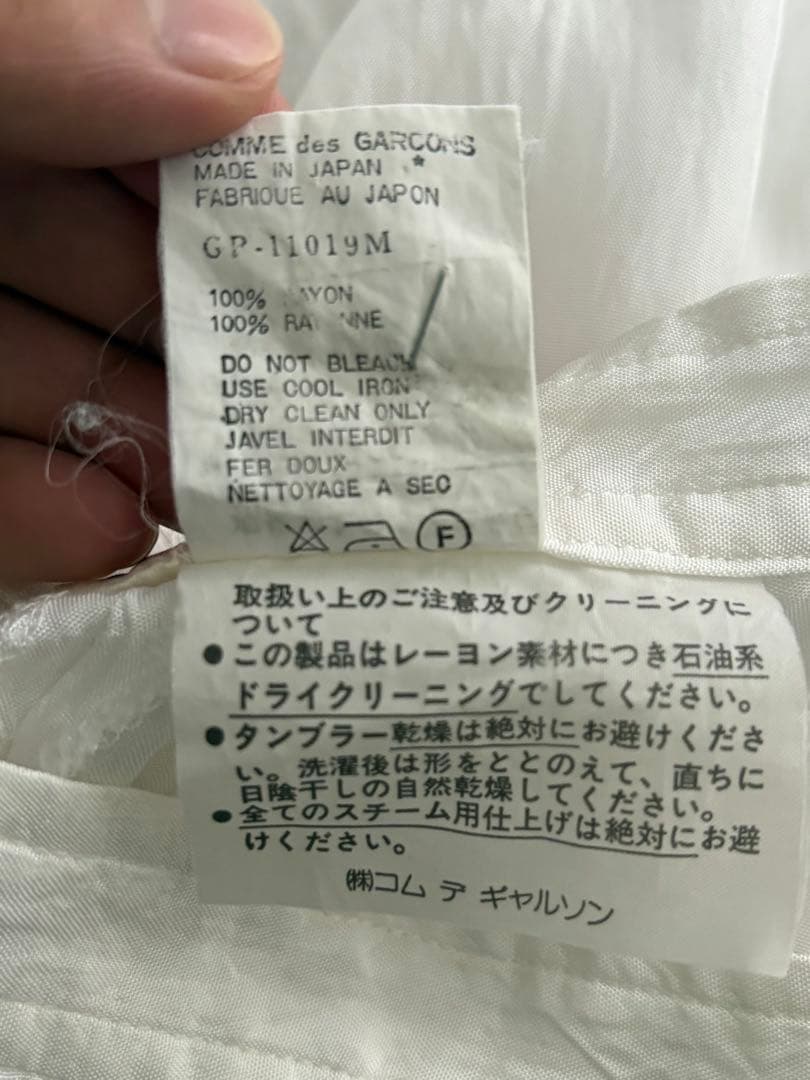 COMME des GARCONS
MADE IN JAPAN *
FABRIQUE AU JAPON
GP-11019M
100% RAYON
100% RAYONNE
DO NOT BLEACH
USE COOL IRON
DRY CLEAN ONLY
JAVEL INTERDIT
FER DOUX
NETTOYAGE A SEC
F
取扱い上のご注意及びクリーニングに
ついて
●この製品はレーヨン素材につき石油系
ドライクリーニングでしてください。
●タンブラー乾燥は絶対にお避けくださ
い。洗濯後は形をととのえて、直ちに
日陰干しの自然乾燥してください。
●全てのスチーム用仕上げは絶対にお避
けください。
㈱コム デ ギャルソン